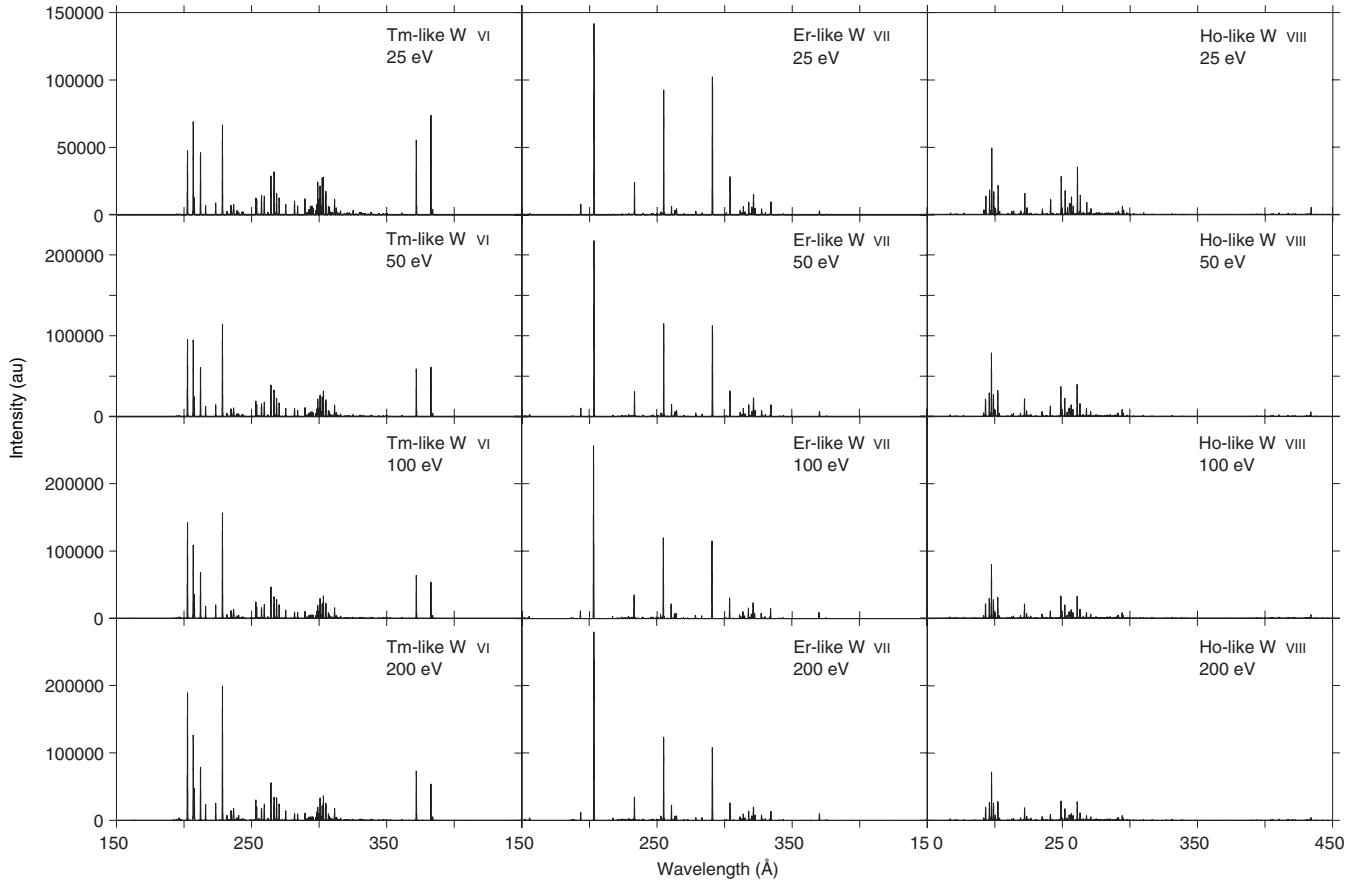 150000
100000
50000
0
Tm-like W VI
25 eV
Er-like W VII
25 eV
Ho-like W VIII
25 eV
200000
100000
0
Tm-like W VI
50 eV
Er-like W VII
50 eV
Ho-like W VIII
50 eV
200000
100000
0
Tm-like W VI
100 eV
Er-like W VII
100 eV
Ho-like W VIII
100 eV
200000
100000
0
Tm-like W VI
200 eV
Er-like W VII
200 eV
Ho-like W VIII
200 eV
Intensity (au)
150 250 350 150 250 350 150 25 0 350 450
Wavelength (Å)